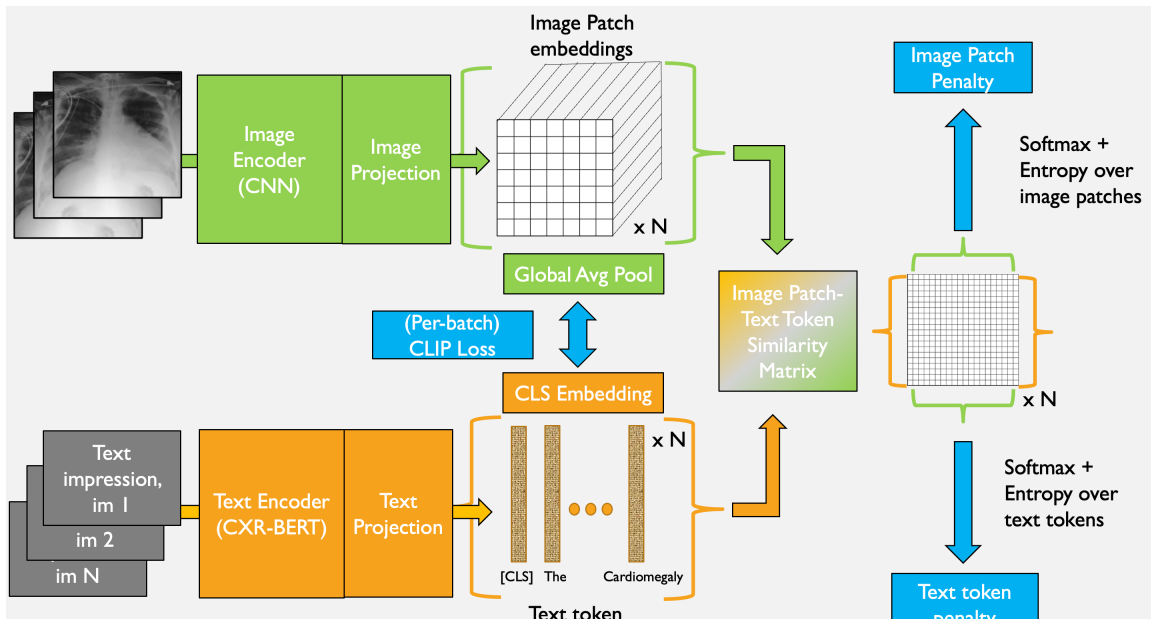 Image Patch
embeddings
Image
Encoder
(CNN)
Image
Projection
x N
Global Avg Pool
(Per-batch)
CLIP Loss
CLS Embedding
Text
impression,
im 1
im 2
im N
Text Encoder
(CXR-BERT)
Text
Projection
x N
[CLS]
The
Cardiomegaly
Text token
Image Patch-
Text Token
Similarity
Matrix
Image Patch
Penalty
Softmax +
Entropy over
image patches
x N
Softmax +
Entropy over
text tokens
Text token
penalty